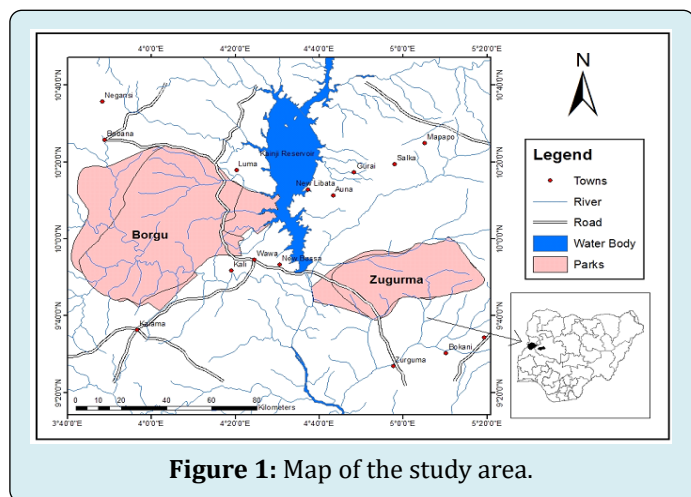 N
4°0'0"E 4°20'0"E 4°40'0"E 5°0'0"E 5°20'0"E
10°40'0"N
10°20'0"N
10°0'0"N
9°40'0"N
9°20'0"N
10°40'0"N
10°20'0"N
10°0'0"N
9°40'0"N
9°20'0"N
Negansi
Mapapo
Luma
Kainji Reservoir
Gurai
Salka
New Libata
Auna
Borgu
Wawa
New Bussa
Kali
Zugurma
Kaiama
Zurguma
Bokani
0 5 10 20 40 60 80
Kilometers
3°40'0"E 4°0'0"E 4°20'0"E 4°40'0"E 5°0'0"E 5°20'0"E
Legend
Towns
River
Road
Water Body
Parks
Figure 1: Map of the study area.